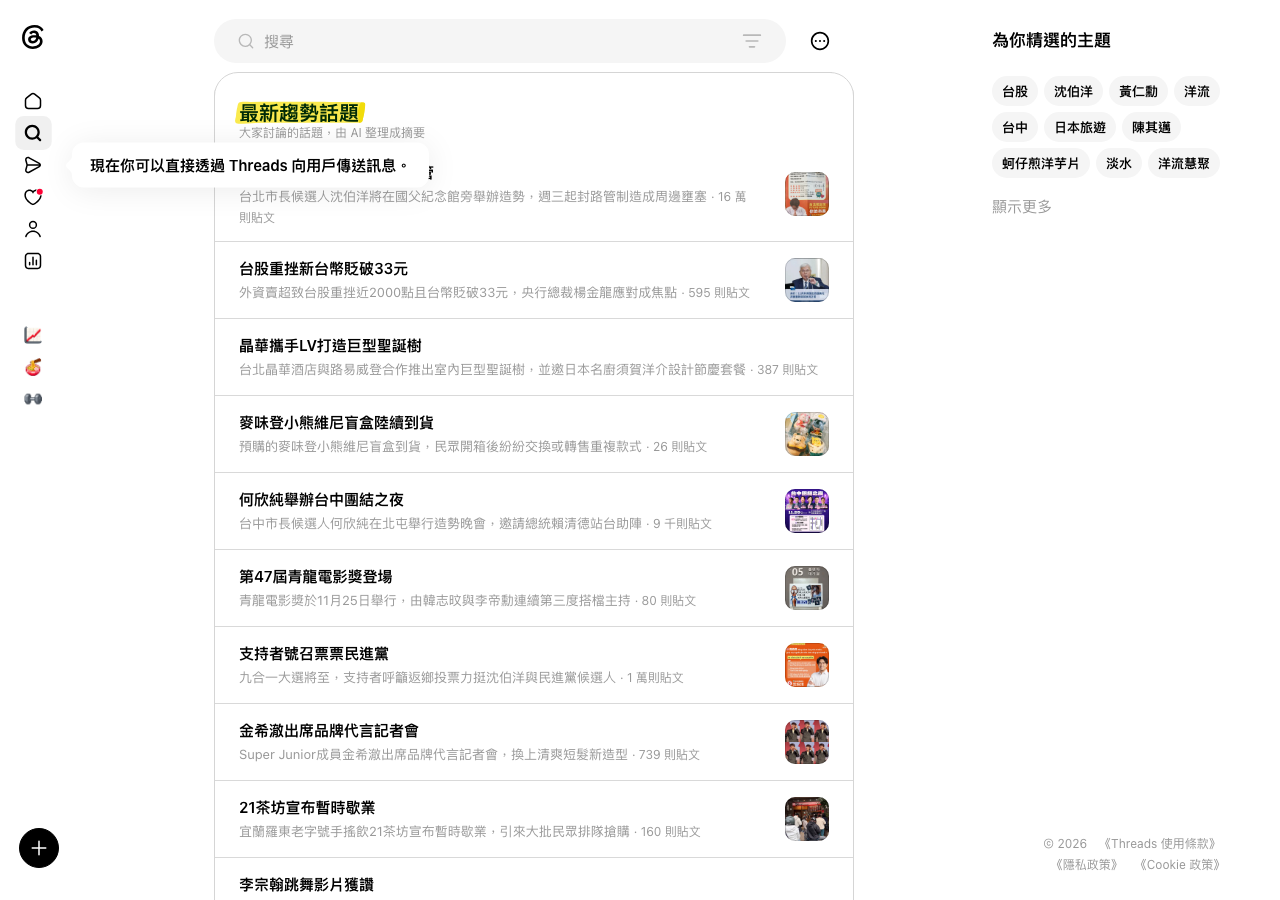 搜尋
最新趨勢話題
大家討論的話題，由 AI 整理成摘要
現在你可以直接透過 Threads 向用戶傳送訊息。
台北市長候選人沈伯洋將在國父紀念館旁舉辦造勢，週三起封路管制造成周邊壅塞 · 16 萬
則貼文
台股重挫新台幣貶破33元
外資賣超致台股重挫近2000點且台幣貶破33元，央行總裁楊金龍應對成焦點 · 595 則貼文
晶華攜手LV打造巨型聖誕樹
台北晶華酒店與路易威登合作推出室內巨型聖誕樹，並邀日本名廚須賀洋介設計節慶套餐 · 387 則貼文
麥味登小熊維尼盲盒陸續到貨
預購的麥味登小熊維尼盲盒到貨，民眾開箱後紛紛交換或轉售重複款式 · 26 則貼文
何欣純舉辦台中團結之夜
台中市長候選人何欣純在北屯舉行造勢晚會，邀請總統賴清德站台助陣 · 9 千則貼文
第47屆青龍電影獎登場
青龍電影獎於11月25日舉行，由韓志旼與李帝勳連續第三度搭檔主持 · 80 則貼文
支持者號召票票民進黨
九合一大選將至，支持者呼籲返鄉投票力挺沈伯洋與民進黨候選人 · 1 萬則貼文
金希澈出席品牌代言記者會
Super Junior成員金希澈出席品牌代言記者會，換上清爽短髮新造型 · 739 則貼文
21茶坊宣布暫時歇業
宜蘭羅東老字號手搖飲21茶坊宣布暫時歇業，引來大批民眾排隊搶購 · 160 則貼文
李宗翰跳舞影片獲讚
為你精選的主題
台股 沈伯洋 黃仁勳 洋流
台中 日本旅遊 陳其邁
蚵仔煎洋芋片 淡水 洋流慧聚
顯示更多
© 2026 《Threads 使用條款》
《隱私政策》 《Cookie 政策》